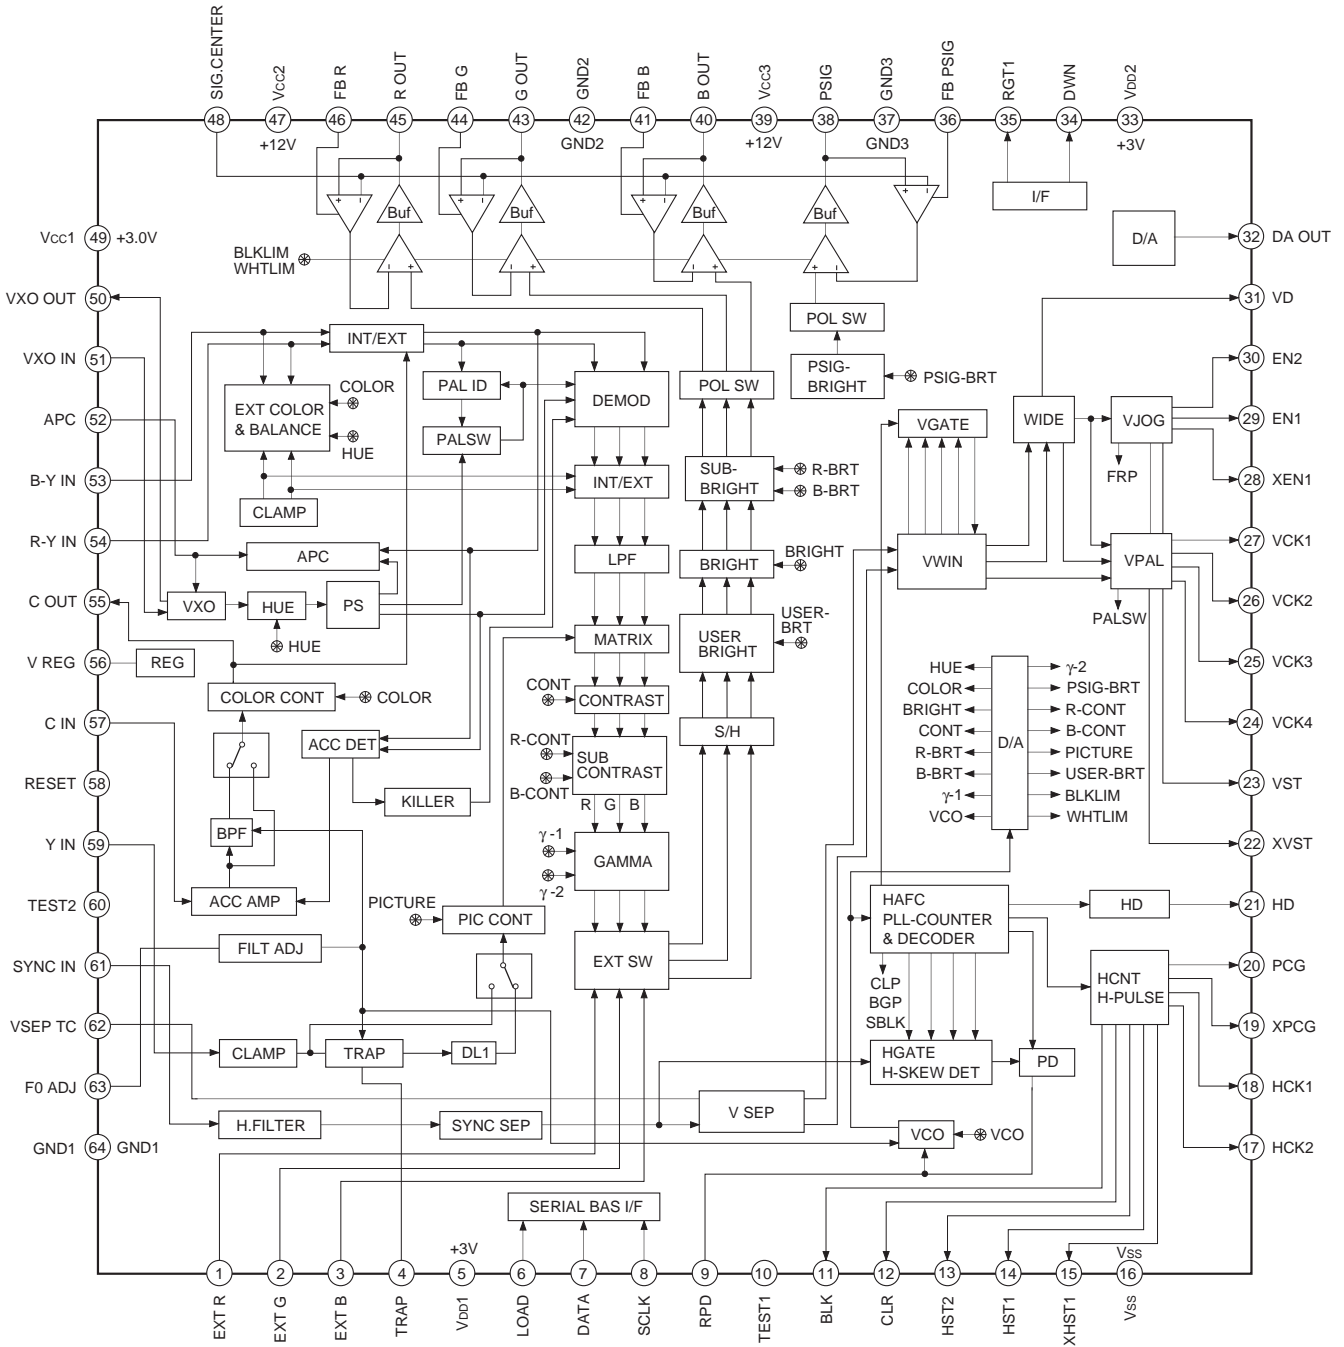 SIG.CENTER
VCC2
FB R
R OUT
FB G
G OUT
GND2
FB B
B OUT
VCC3
PSIG
GND3
FB PSIG
RGT1
DWN
VDD2
48
47
46
45
44
43
42
41
40
39
38
37
36
35
34
33
+12V
GND2
+12V
GND3
+3V
+
–
Buf
+
–
Buf
+
–
Buf
Buf
+
–
I/F
VCC1
49
+3.0V
BLKLIM
WHTLIM
–
+
–
+
–
+
+
–
D/A
32
DA OUT
VXO OUT
50
31
VD
POL SW
VXO IN
51
INT/EXT
PSIG-
BRIGHT
PSIG-BRT
30
EN2
APC
52
EXT COLOR
& BALANCE
COLOR
HUE
PAL ID
PALSW
DEMOD
POL SW
VGATE
WIDE
VJOG
FRP
29
EN1
B-Y IN
53
CLAMP
INT/EXT
SUB-
BRIGHT
R-BRT
B-BRT
28
XEN1
R-Y IN
54
APC
LPF
BRIGHT
BRIGHT
VWIN
VPAL
27
VCK1
C OUT
55
VXO
HUE
PS
HUE
PALSW
26
VCK2
V REG
56
REG
MATRIX
USER
BRIGHT
USER-
BRT
25
VCK3
COLOR CONT
COLOR
CONT
CONTRAST
HUE
COLOR
BRIGHT
CONT
R-BRT
B-BRT
γ-1
VCO
D/A
γ-2
PSIG-BRT
R-CONT
B-CONT
PICTURE
USER-BRT
BLKLIM
WHTLIM
C IN
57
ACC DET
R-CONT
B-CONT
SUB
CONTRAST
S/H
24
VCK4
RESET
58
KILLER
R G B
23
VST
Y IN
59
BPF
γ-1
γ-2
GAMMA
22
XVST
TEST2
60
ACC AMP
PICTURE
PIC CONT
HAFC
PLL-COUNTER
& DECODER
HD
21
HD
FILT ADJ
SYNC IN
61
EXT SW
CLP
BGP
SBLK
HCNT
H-PULSE
20
PCG
VSEP TC
62
CLAMP
TRAP
DL1
HGATE
H-SKEW DET
PD
19
XPCG
F0 ADJ
63
H.FILTER
SYNC SEP
V SEP
18
HCK1
GND1
64
GND1
VCO
VCO
17
HCK2
SERIAL BAS I/F
+3V
VSS
1
2
3
4
5
6
7
8
9
10
11
12
13
14
15
16
EXT R
EXT G
EXT B
TRAP
VDD1
LOAD
DATA
SCLK
RPD
TEST1
BLK
CLR
HST2
HST1
XHST1
VSS